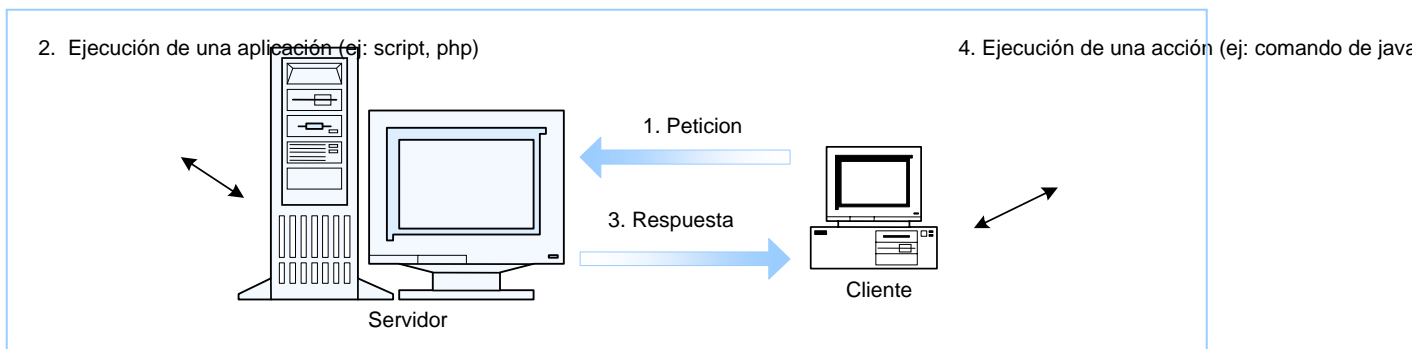 2. Ejecución de una aplicación (ej: script, php)
4. Ejecución de una acción (ej: comando de java
1. Peticion
3. Respuesta
Cliente
Servidor